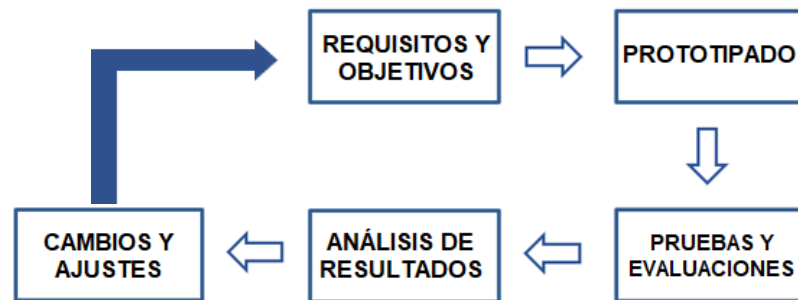 REQUISITOS Y
OBJETIVOS
PROTOTIPADO
PRUEBAS Y
EVALUACIONES
ANÁLISIS DE
RESULTADOS
CAMBIOS Y
AJUSTES